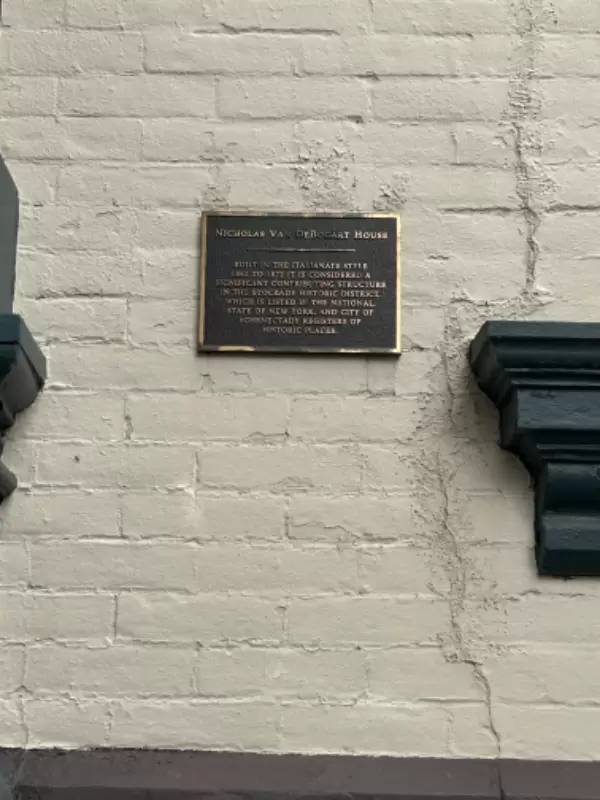 NICHOLAS VAN DEBOGART HOUSE
BUILT IN THE ITALIANATE STYLE
TO 1875 IT IS CONSIDERED A
SIGNIFICANT CONTRIBUTING STRUCTURE
IN THE STOCKADE HISTORIC DISTRICT,
WHICH IS LISTED IN THE NATIONAL,
STATE OF NEW YORK, AND CITY OF
SCHENECTADY REGISTERS OF
HISTORIC PLACES.